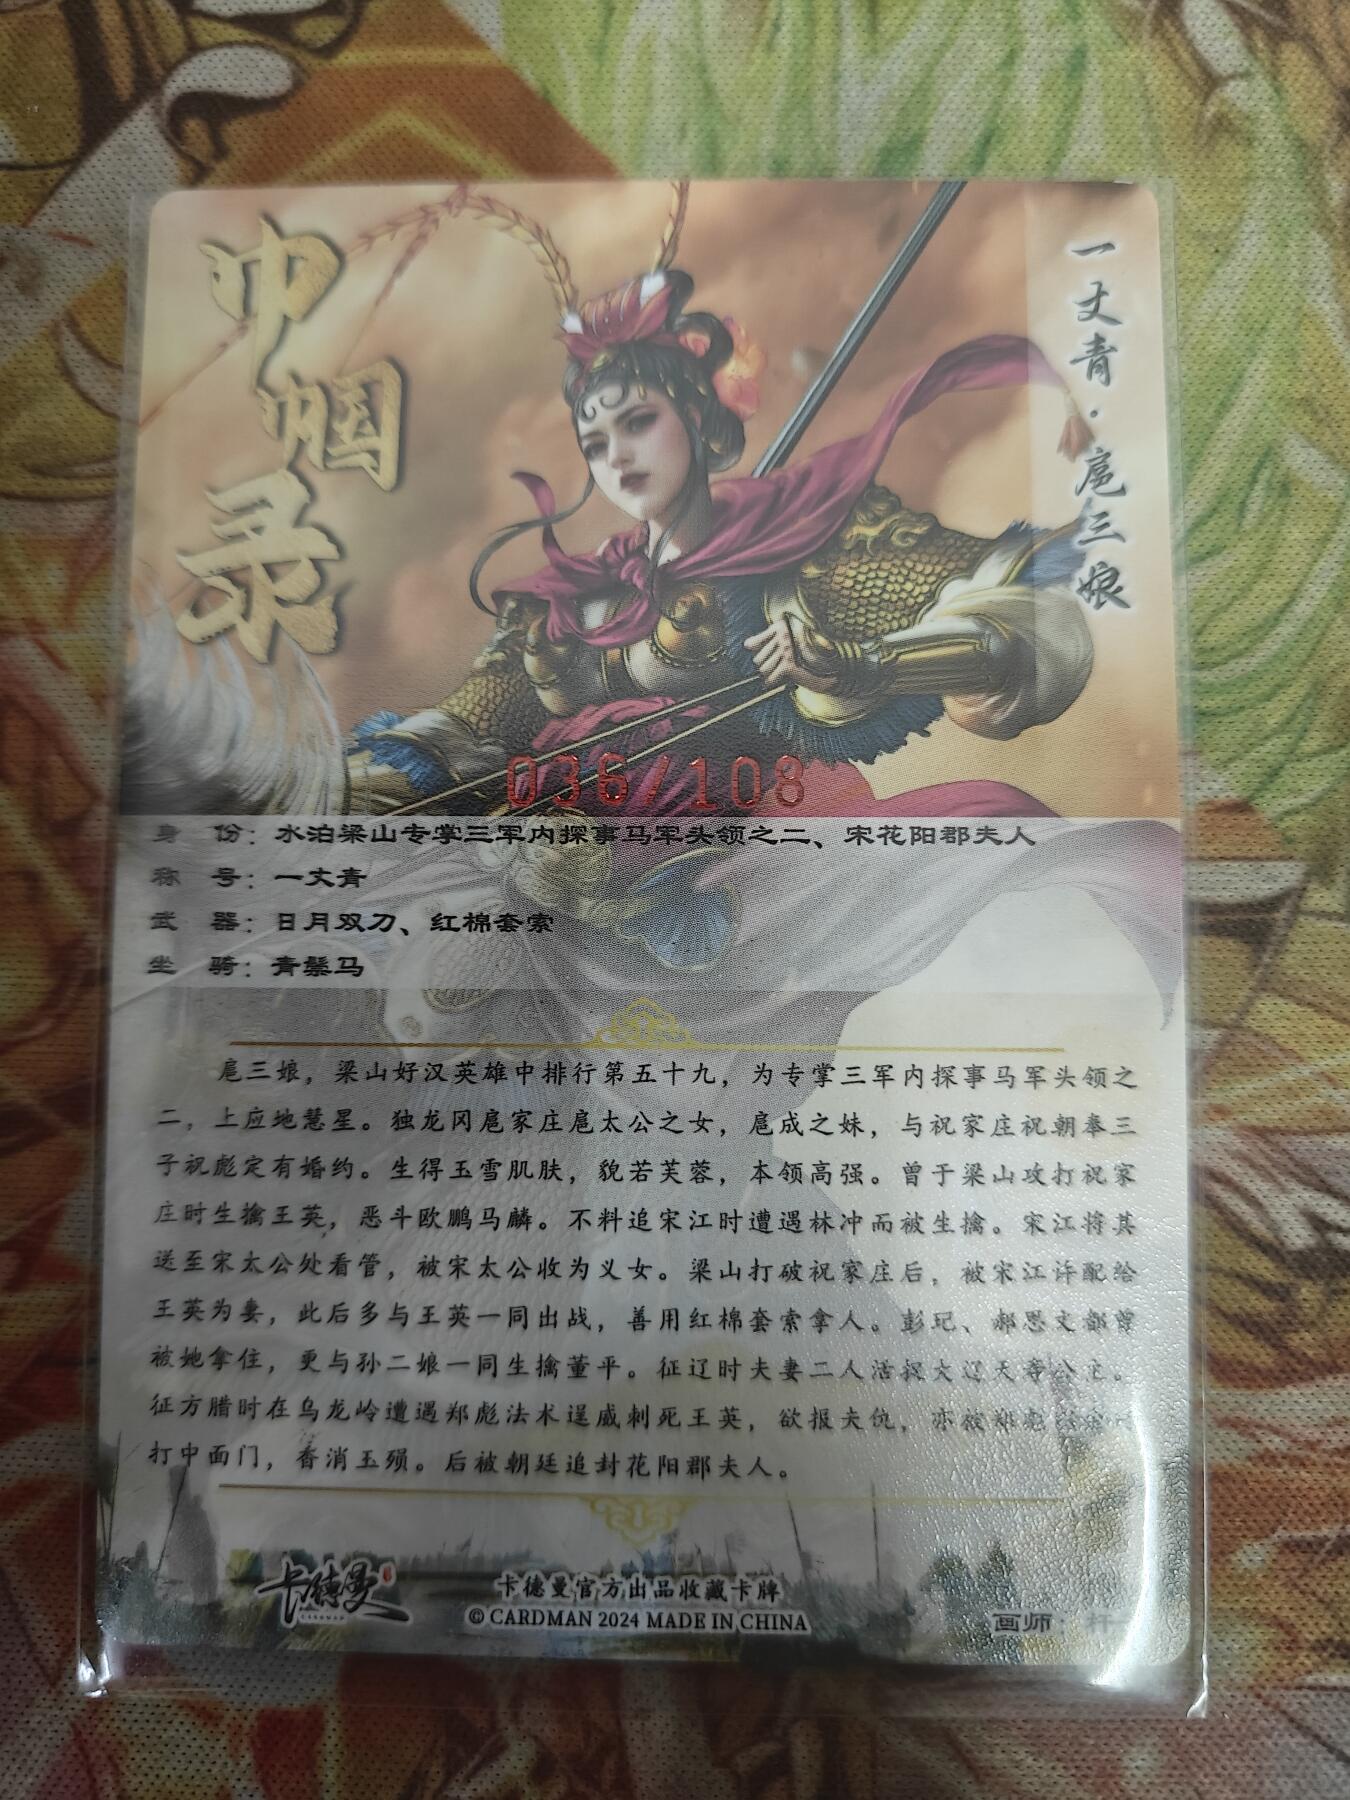 巾帼录
一丈青·扈三娘
036/108
身 份：水泊梁山专掌三军内探事马军头领之二、宋花阳郡夫人
称 号：一丈青
武 器：日月双刀、红棉套索
坐 骑：青鬃马
扈三娘，梁山好汉英雄中排行第五十九，为专掌三军内探事马军头领之
二，上应地慧星。独龙冈扈家庄扈太公之女，扈成之妹，与祝家庄祝朝奉三
子祝彪定有婚约。生得玉雪肌肤，貌若芙蓉，本领高强。曾于梁山攻打祝家
庄时生擒王英，恶斗欧鹏马麟。不料追宋江时遭遇林冲而被生擒。宋江将其
送至宋太公处看管，被宋太公收为义女。梁山打破祝家庄后，被宋江许配给
王英为妻，此后多与王英一同出战，善用红棉套索拿人。彭玘、郝思文都曾
被她拿住，更与孙二娘一同生擒董平。征辽时夫妻二人活捉大辽天寿公主。
征方腊时在乌龙岭遭遇郑彪法术逞威刺死王英，欲报夫仇，亦被郑彪
打中面门，香消玉殒。后被朝廷追封花阳郡夫人。
卡德曼
CARDMAN
卡德曼官方出品收藏卡牌
© CARDMAN 2024 MADE IN CHINA
画师：